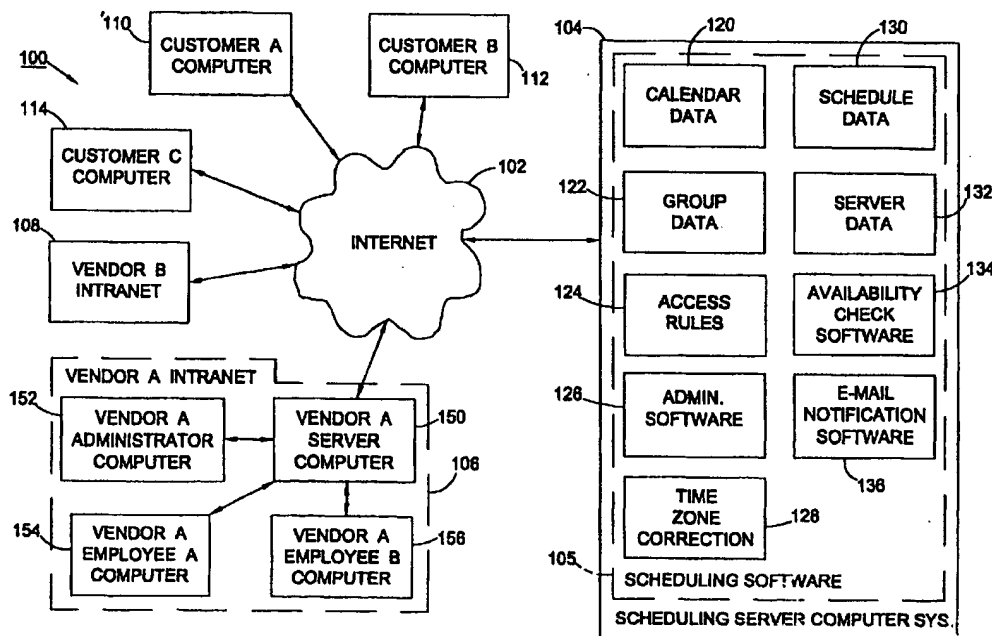 100
110
CUSTOMER A
COMPUTER
CUSTOMER B
COMPUTER
112
114
CUSTOMER C
COMPUTER
102
INTERNET
108
VENDOR B
INTRANET
VENDOR A INTRANET
152
VENDOR A
ADMINISTRATOR
COMPUTER
VENDOR A
SERVER
COMPUTER
150
106
154
VENDOR A
EMPLOYEE A
COMPUTER
VENDOR A
EMPLOYEE B
COMPUTER
156
104
120
130
CALENDAR
DATA
SCHEDULE
DATA
122
GROUP
DATA
SERVER
DATA
132
124
ACCESS
RULES
AVAILABILITY
CHECK
SOFTWARE
134
126
ADMIN.
SOFTWARE
E-MAIL
NOTIFICATION
SOFTWARE
136
TIME
ZONE
CORRECTION
128
105
SCHEDULING SOFTWARE
SCHEDULING SERVER COMPUTER SYS.